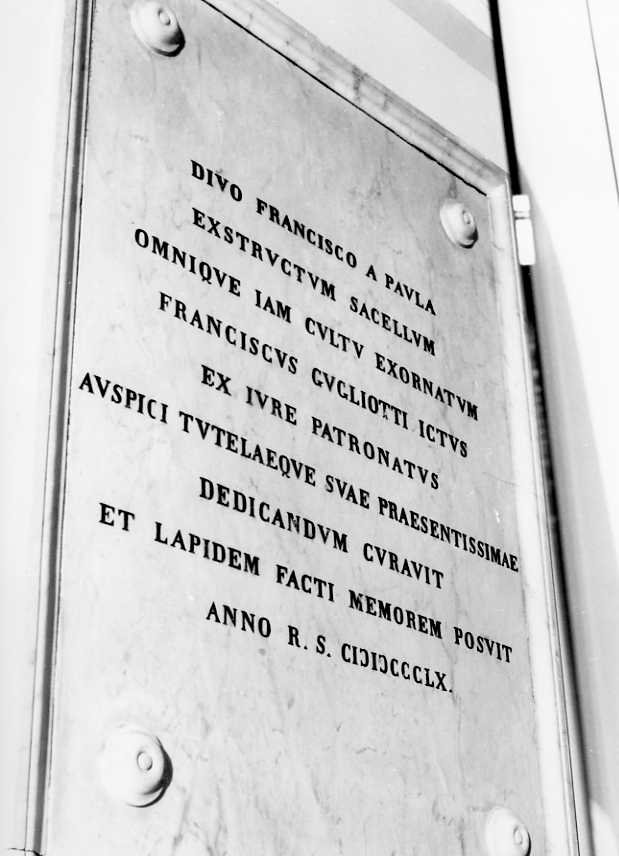 DIVO FRANCISCO A PAVLA
EXSTRVCTVM SACELLVM
OMNIQVE IAM CVLTV EXORNATVM
FRANCISCVS GVGLIOTTI ICTVS
EX IVRE PATRONATVS
AVSPICI TVTELAEQVE SVAE PRAESENTISSIMAE
DEDICANDVM CVRAVIT
ET LAPIDEM FACTI MEMOREM POSVIT
ANNO R. S. CIƆIƆCCCLX.